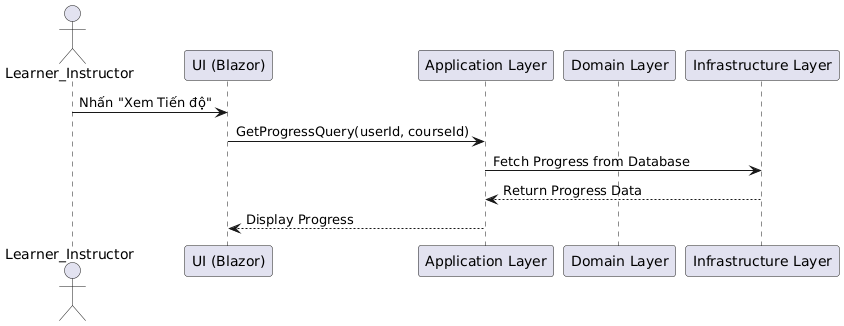 Learner_Instructor
UI (Blazor)
Application Layer
Domain Layer
Infrastructure Layer
Nhấn "Xem Tiến độ"
GetProgressQuery(userId, courseId)
Fetch Progress from Database
Return Progress Data
Display Progress
Learner_Instructor
UI (Blazor)
Application Layer
Domain Layer
Infrastructure Layer